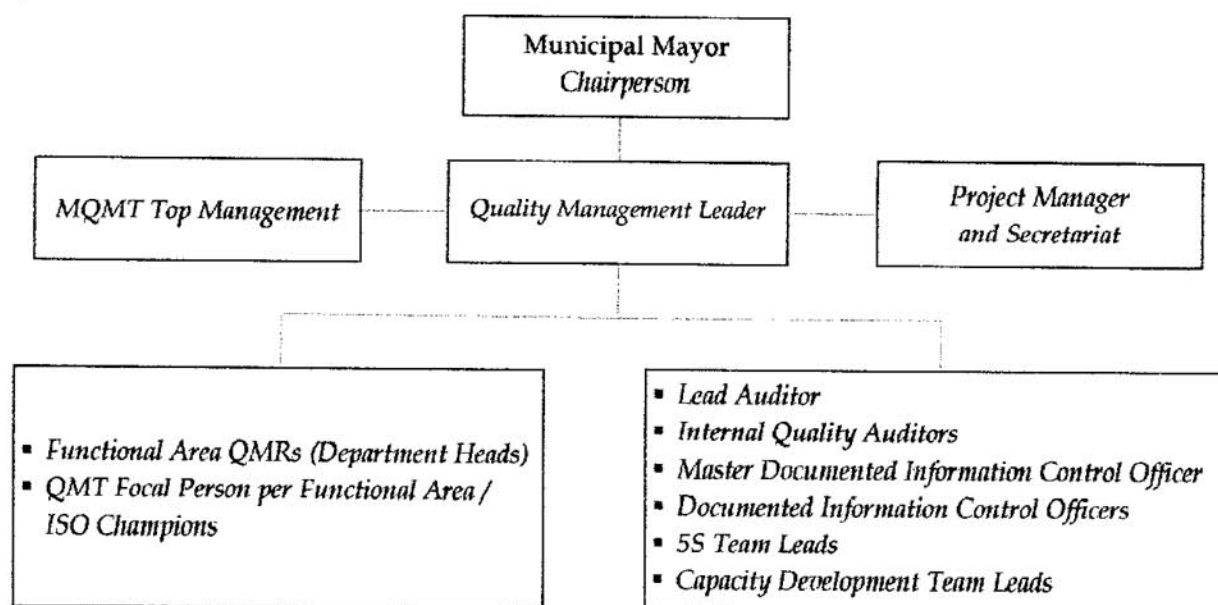 Municipal Mayor
Chairperson
MQMT Top Management
Quality Management Leader
Project Manager
and Secretariat
▪ Functional Area QMRs (Department Heads)
▪ QMT Focal Person per Functional Area /
ISO Champions
▪ Lead Auditor
▪ Internal Quality Auditors
▪ Master Documented Information Control Officer
▪ Documented Information Control Officers
▪ 5S Team Leads
▪ Capacity Development Team Leads